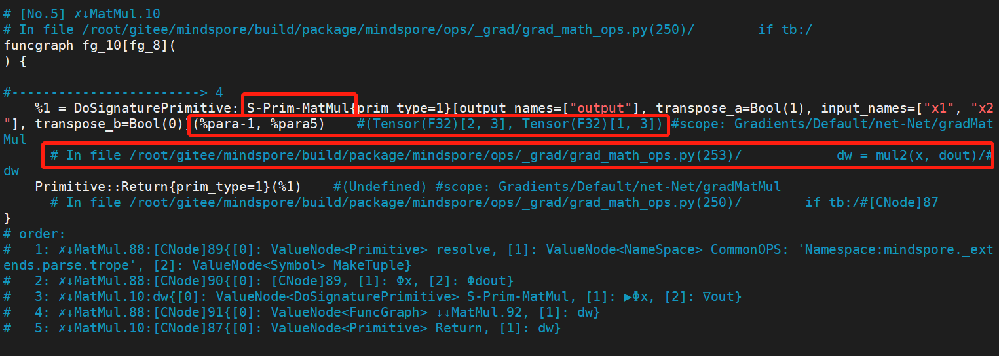 # [No.5] ✗↓MatMul.10
# In file /root/gitee/mindspore/build/package/mindspore/ops/_grad/grad_math_ops.py(250)/        if tb:/
funcgraph fg_10[fg_8](
) {
#------------------------> 4
    %1 = DoSignaturePrimitive::S-Prim-MatMul{prim_type=1}[output_names=["output"], transpose_a=Bool(1), input_names=["x1", "x2
"], transpose_b=Bool(0)](%para-1, %para5)    #(Tensor(F32)[2, 3], Tensor(F32)[1, 3]) #scope: Gradients/Default/net-Net/gradMat
Mul
      # In file /root/gitee/mindspore/build/package/mindspore/ops/_grad/grad_math_ops.py(253)/            dw = mul2(x, dout)/#
dw
    Primitive::Return{prim_type=1}(%1)    #(Undefined) #scope: Gradients/Default/net-Net/gradMatMul
      # In file /root/gitee/mindspore/build/package/mindspore/ops/_grad/grad_math_ops.py(250)/        if tb:/#[CNode]87
}
# order:
#   1: ✗↓MatMul.88:[CNode]89{[0]: ValueNode<Primitive> resolve, [1]: ValueNode<NameSpace> CommonOPS: 'Namespace:mindspore._ext
ends.parse.trope', [2]: ValueNode<Symbol> MakeTuple}
#   2: ✗↓MatMul.88:[CNode]90{[0]: [CNode]89, [1]: Φx, [2]: Φdout}
#   3: ✗↓MatMul.10:dw{[0]: ValueNode<DoSignaturePrimitive> S-Prim-MatMul, [1]: ▶Φx, [2]: ∇out}
#   4: ✗↓MatMul.88:[CNode]91{[0]: ValueNode<FuncGraph> ↓↓MatMul.92, [1]: dw}
#   5: ✗↓MatMul.10:[CNode]87{[0]: ValueNode<Primitive> Return, [1]: dw}